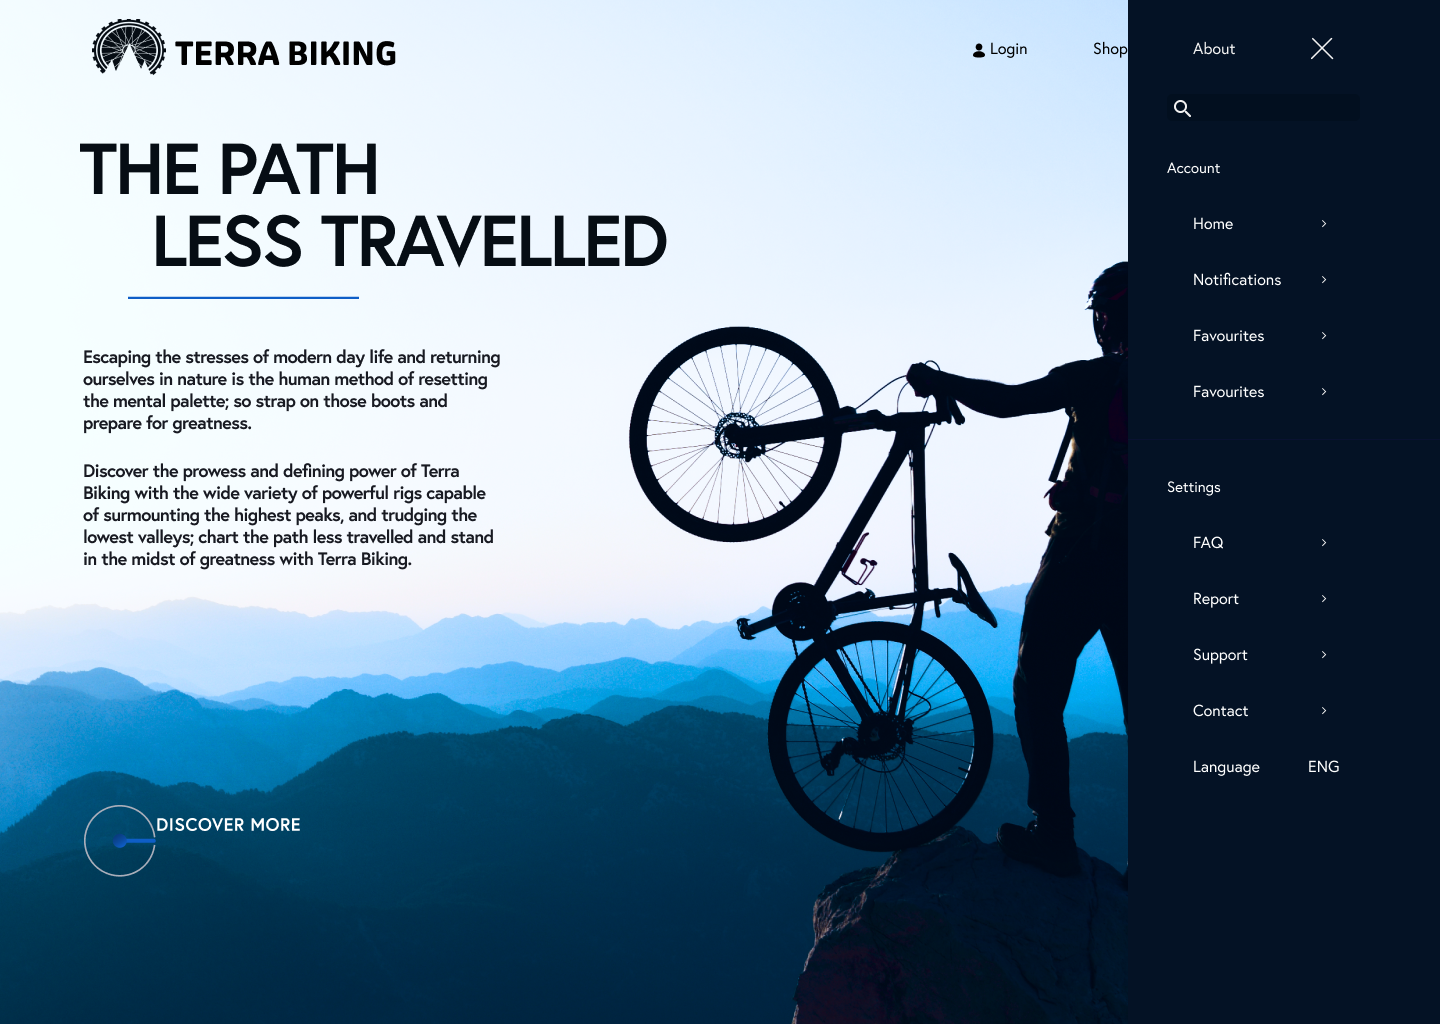 TERRA BIKING
Login
Shop
About
THE PATH
LESS TRAVELLED
Escaping the stresses of modern day life and returning
ourselves in nature is the human method of resetting
the mental palette; so strap on those boots and
prepare for greatness.
Discover the prowess and defining power of Terra
Biking with the wide variety of powerful rigs capable
of surmounting the highest peaks, and trudging the
lowest valleys; chart the path less travelled and stand
in the midst of greatness with Terra Biking.
DISCOVER MORE
Account
Home
Notifications
Favourites
Favourites
Settings
FAQ
Report
Support
Contact
Language ENG